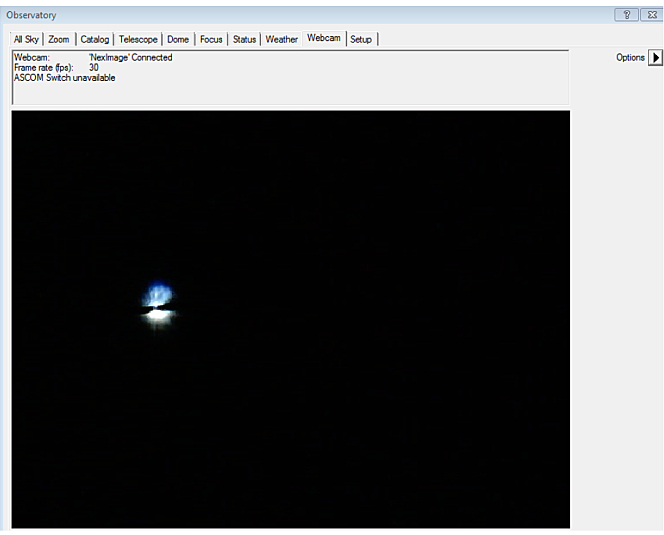 Observatory
All Sky Zoom Catalog Telescope Dome Focus Status Weather Webcam Setup
Webcam: 'NexImage' Connected
Options
Frame rate (fps): 30
ASCOM Switch unavailable